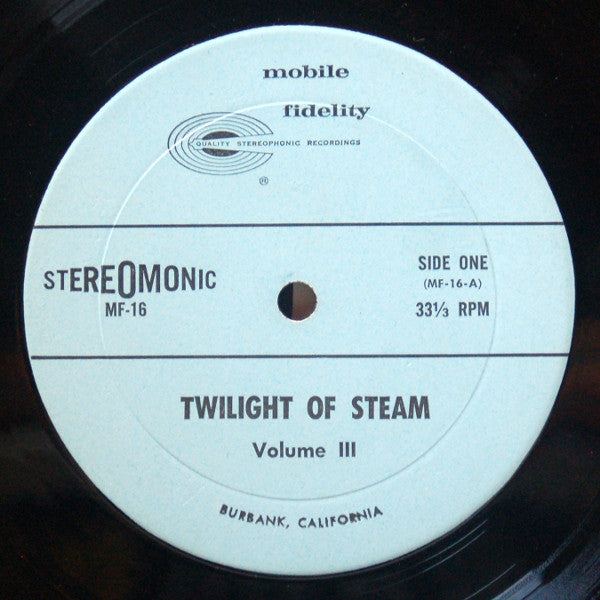 mobile
fidelity
QUALITY STEREOPHONIC RECORDINGS
®
STEREOMONIC
MF-16
SIDE ONE
(MF-16-A)
33⅓ RPM
TWILIGHT OF STEAM
Volume III
BURBANK, CALIFORNIA